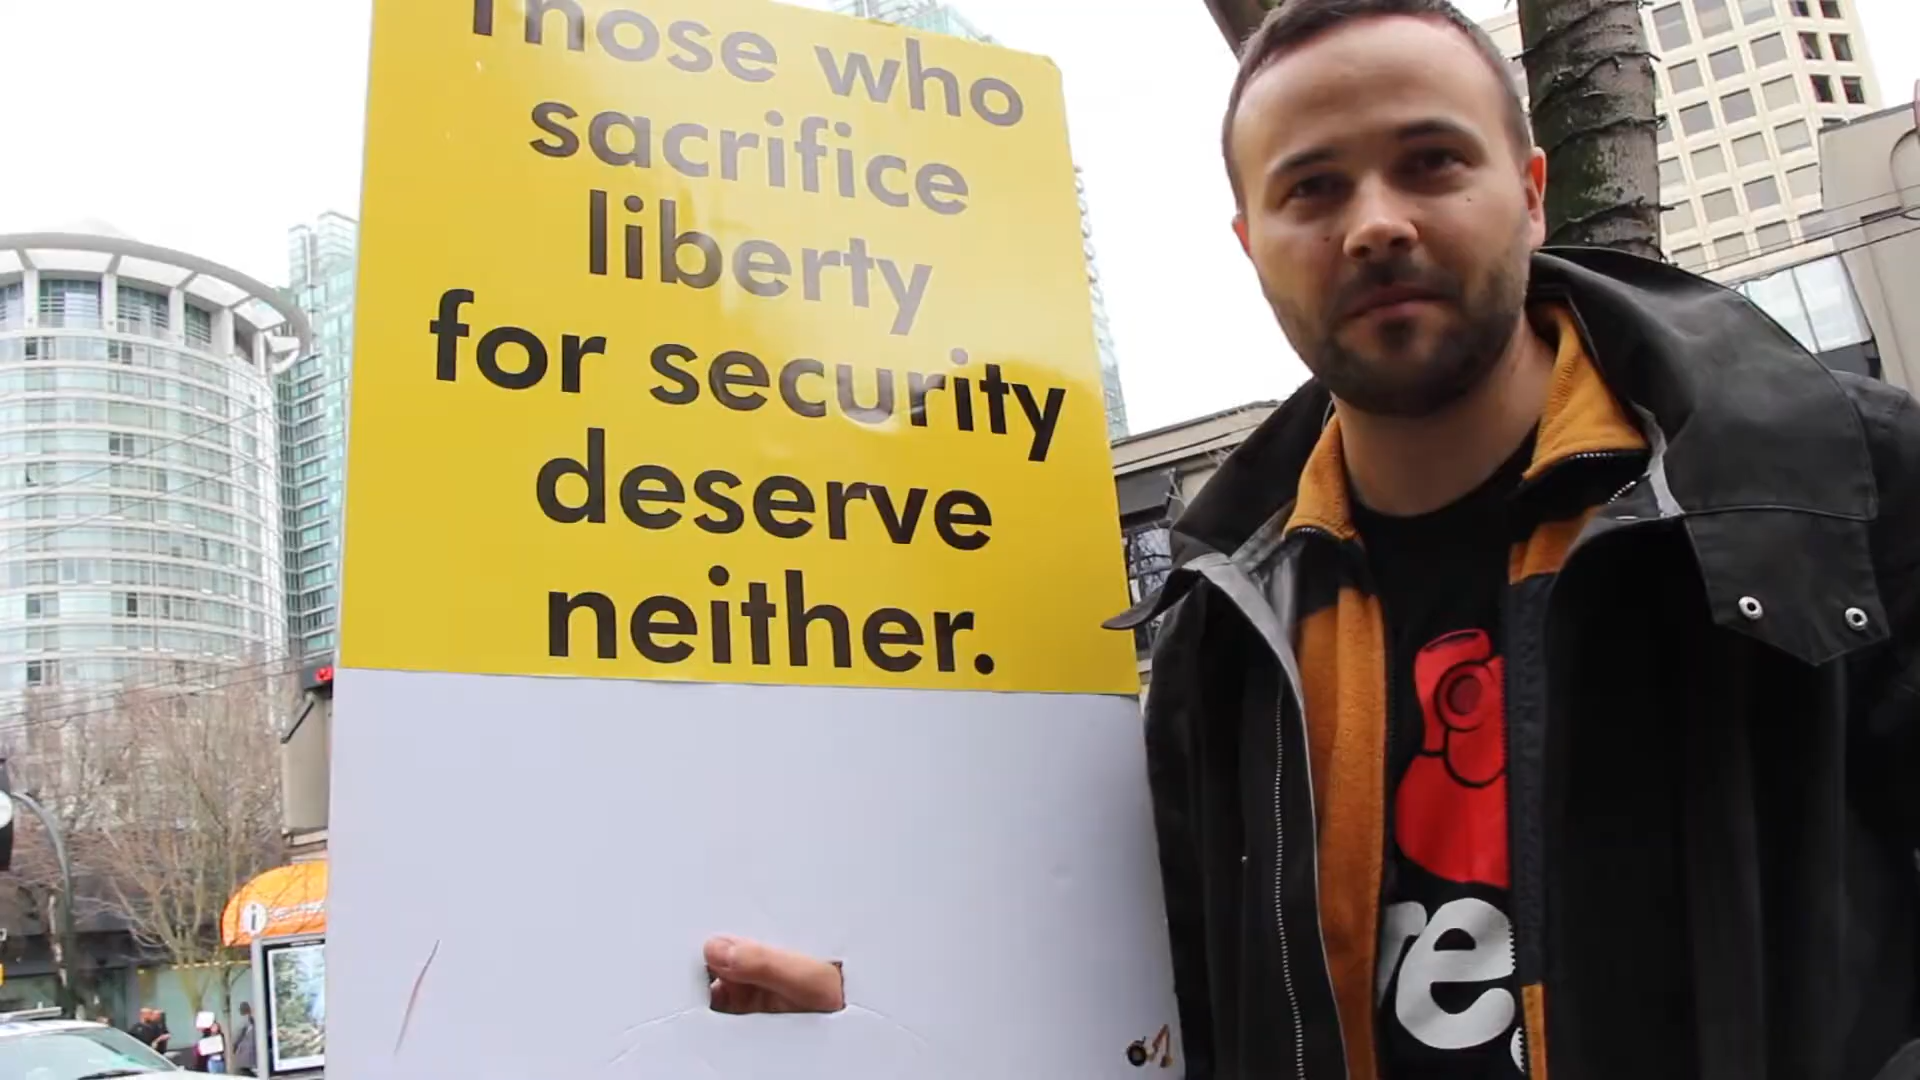 Those who
sacrifice
liberty
for security
deserve
neither.
i